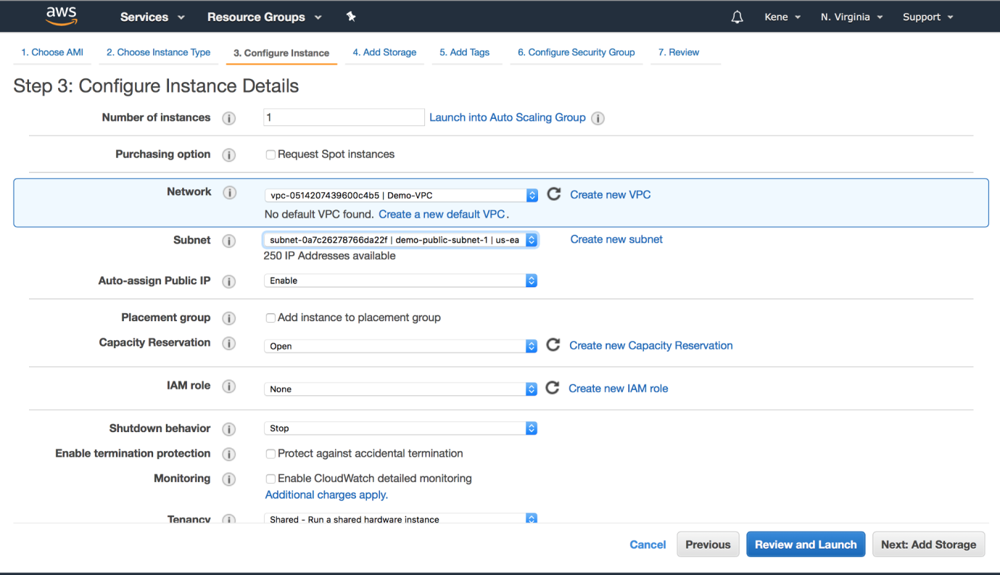 aws Services Resource Groups Kene N. Virginia Support
1. Choose AMI 2. Choose Instance Type 3. Configure Instance 4. Add Storage 5. Add Tags 6. Configure Security Group 7. Review
Step 3: Configure Instance Details
Number of instances 1 Launch into Auto Scaling Group
Purchasing option Request Spot instances
Network vpc-0514207439600c4b5 | Demo-VPC Create new VPC
No default VPC found. Create a new default VPC.
Subnet subnet-0a7c26278766da22f | demo-public-subnet-1 | us-ea Create new subnet
250 IP Addresses available
Auto-assign Public IP Enable
Placement group Add instance to placement group
Capacity Reservation Open Create new Capacity Reservation
IAM role None Create new IAM role
Shutdown behavior Stop
Enable termination protection Protect against accidental termination
Monitoring Enable CloudWatch detailed monitoring
Additional charges apply.
Tenancy Shared - Run a shared hardware instance
Cancel Previous Review and Launch Next: Add Storage